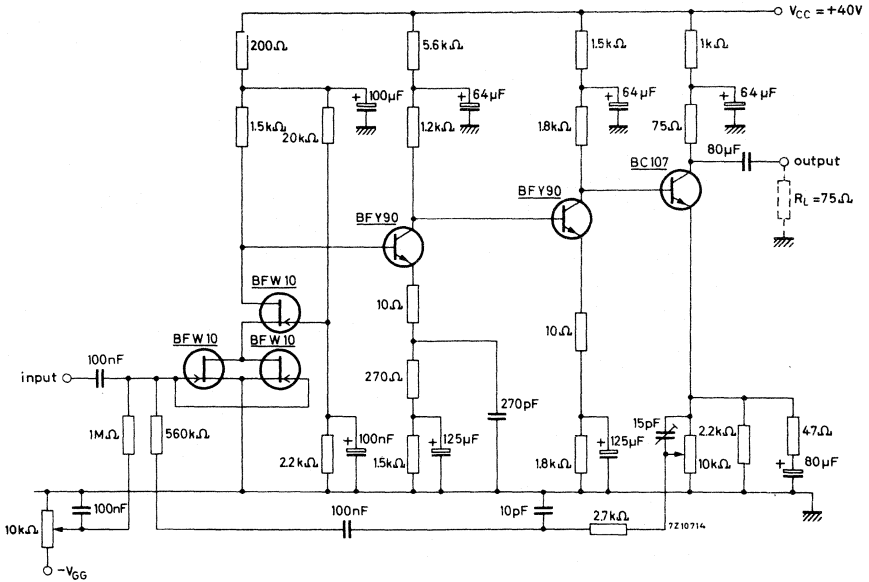 VCC = +40V
200Ω
5.6kΩ
1.5kΩ
1kΩ
+ 100µF
+ 64µF
+ 64µF
+ 64µF
1.5kΩ
20kΩ
1.2kΩ
1.8kΩ
75Ω
80µF
output
BC107
BFY90
BFY90
RL = 75Ω
BFW10
10Ω
10Ω
BFW10
BFW10
100nF
input
270Ω
270pF
15pF
1MΩ
560kΩ
2.2kΩ
+ 100nF
1.5kΩ
+ 125µF
1.8kΩ
+ 125µF
10kΩ
2.2kΩ
47Ω
+ 80µF
10kΩ
100nF
100nF
10pF
2.7kΩ
7Z10714
-VGG